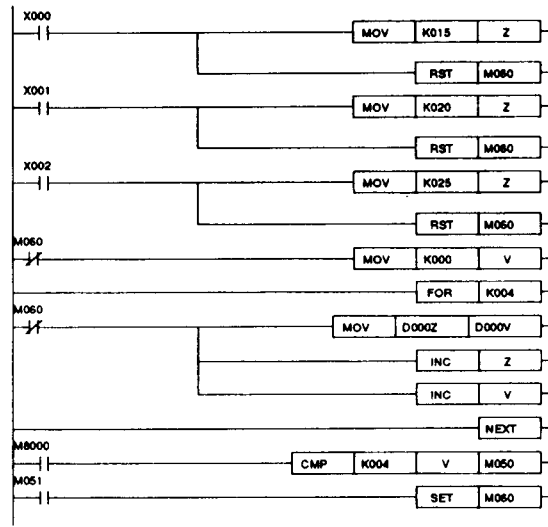 X000
MOV K015 Z
RST M060
X001
MOV K020 Z
RST M060
X002
MOV K025 Z
RST M060
M060
MOV K000 V
FOR K004
M060
MOV D000Z D000V
INC Z
INC V
NEXT
M8000
CMP K004 V M050
M051
SET M060